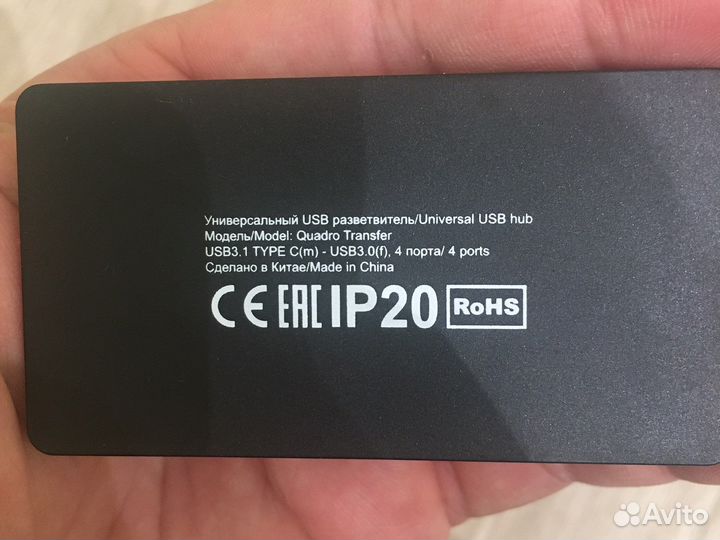 Универсальный USB разветвитель/Universal USB hub
Модель/Model: Quadro Transfer
USB3.1 TYPE C(m) - USB3.0(f), 4 порта/ 4 ports
Сделано в Китае/Made in China
CE EAC IP20 RoHS
Avito